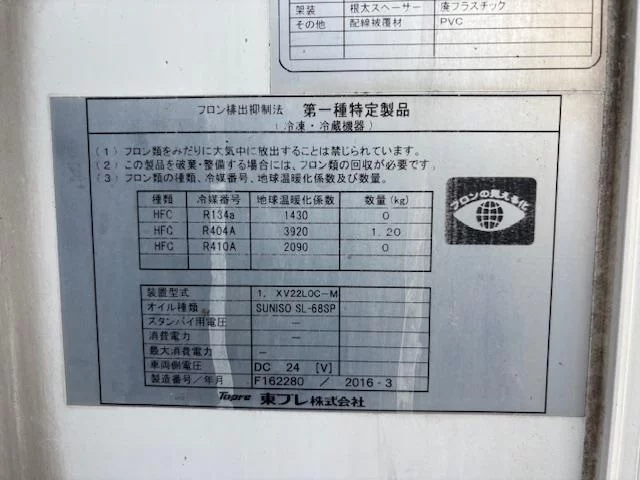 架装 根太スペーサー 廃プラスチック
その他 配線被覆材 PVC
フロン排出抑制法 第一種特定製品
(冷凍・冷蔵機器)
(1) フロン類をみだりに大気中に放出することは禁じられています。
(2) この製品を破棄・整備する場合には、フロン類の回収が必要です。
(3) フロン類の種類、冷媒番号、地球温暖化係数及び数量。
種類 冷媒番号 地球温暖化係数 数量(kg)
HFC R134a 1430 0
HFC R404A 3920 1.20
HFC R410A 2090 0
フロンの見える化
装置型式 1, XV22LOC-M
オイル種類 SUNISO SL-68SP
スタンバイ用電圧 -
消費電力 -
最大消費電力 -
車両側電圧 DC 24 [V]
製造番号/年月 F162280 / 2016-3
Topre 東プレ株式会社